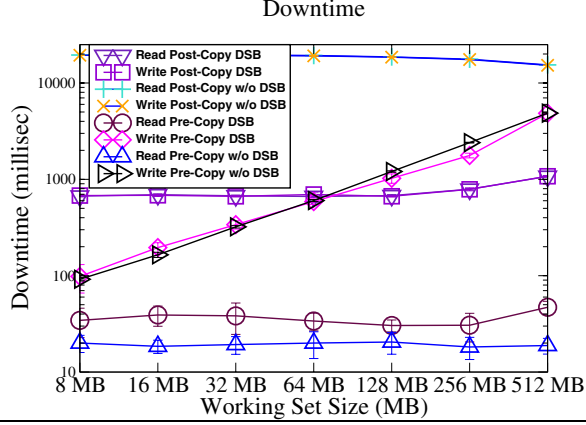 Downtime
Downtime (millisec)
10000
1000
100
10
Read Post-Copy DSB
Write Post-Copy DSB
Read Post-Copy w/o DSB
Write Post-Copy w/o DSB
Read Pre-Copy DSB
Write Pre-Copy DSB
Read Pre-Copy w/o DSB
Write Pre-Copy w/o DSB
8 MB 16 MB 32 MB 64 MB 128 MB 256 MB 512 MB
Working Set Size (MB)